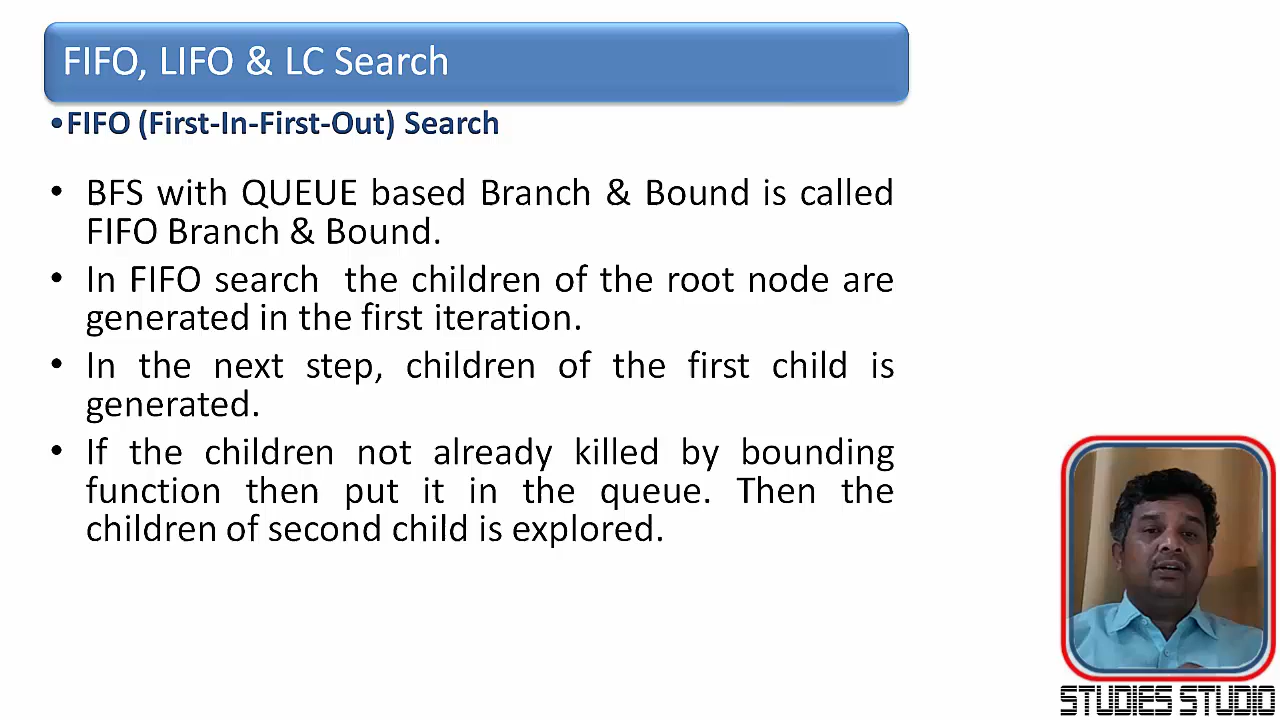 FIFO, LIFO & LC Search
•FIFO (First-In-First-Out) Search
• BFS with QUEUE based Branch & Bound is called
FIFO Branch & Bound.
• In FIFO search the children of the root node are
generated in the first iteration.
• In the next step, children of the first child is
generated.
• If the children not already killed by bounding
function then put it in the queue. Then the
children of second child is explored.
STUDIES STUDIO